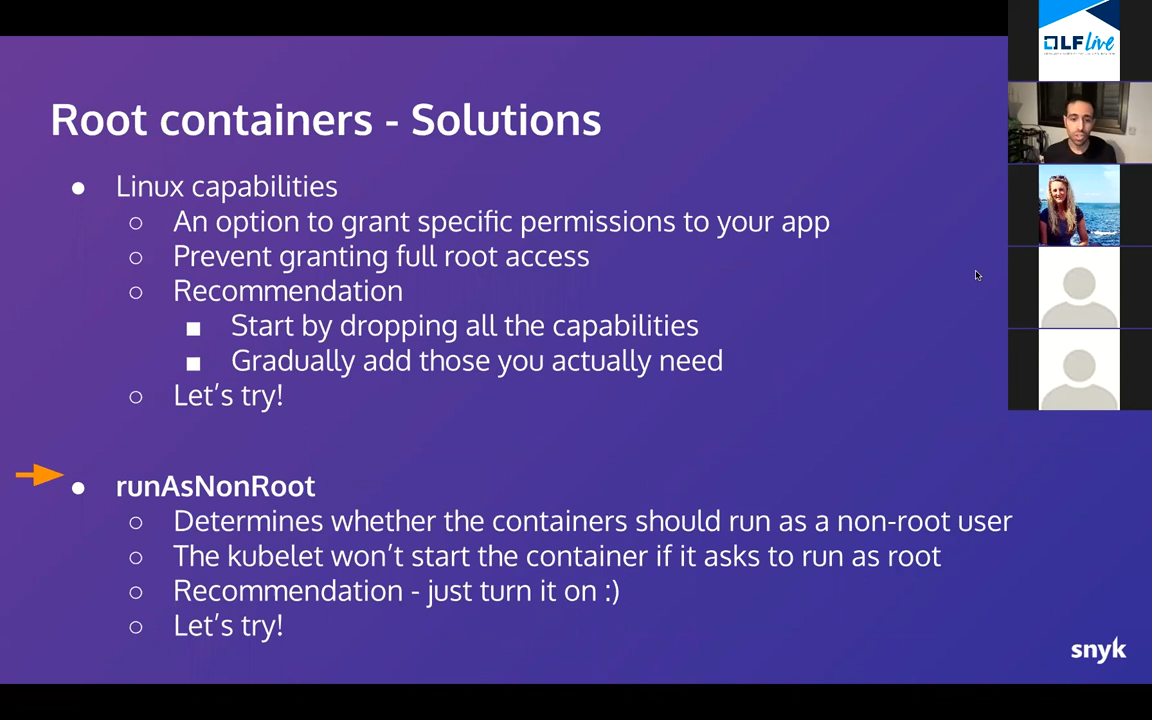 LF Live
Root containers - Solutions
● Linux capabilities
○ An option to grant specific permissions to your app
○ Prevent granting full root access
○ Recommendation
■ Start by dropping all the capabilities
■ Gradually add those you actually need
○ Let's try!
● runAsNonRoot
○ Determines whether the containers should run as a non-root user
○ The kubelet won't start the container if it asks to run as root
○ Recommendation - just turn it on :)
○ Let's try!
snyk